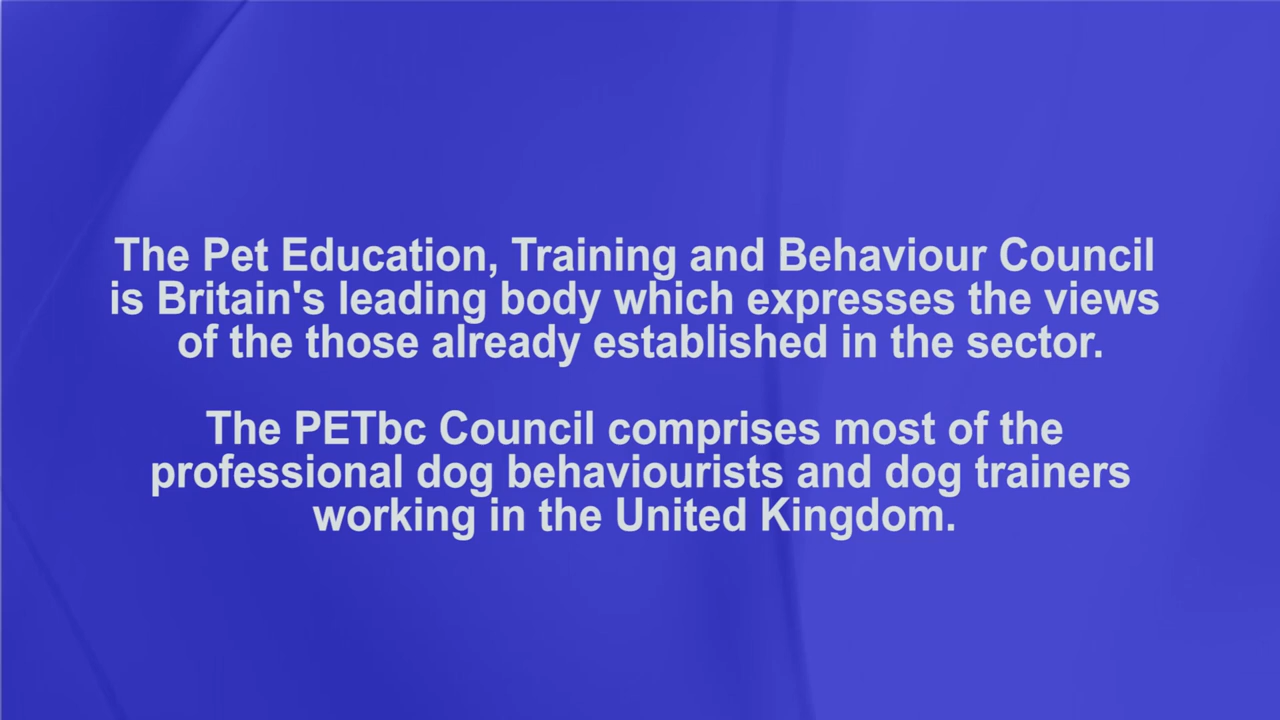 The Pet Education, Training and Behaviour Council
is Britain's leading body which expresses the views
of the those already established in the sector.
The PETbc Council comprises most of the
professional dog behaviourists and dog trainers
working in the United Kingdom.